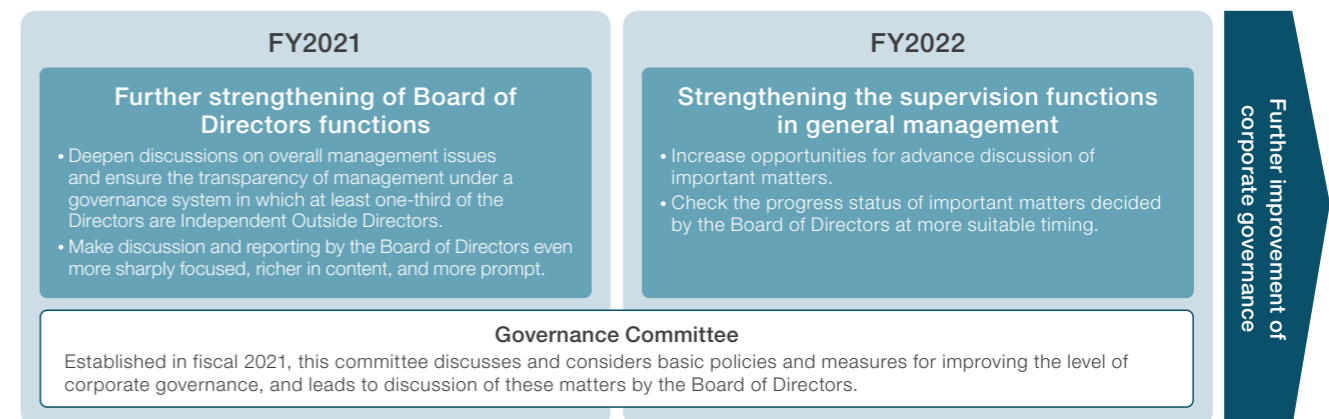 FY2021
Further strengthening of Board of
Directors functions
• Deepen discussions on overall management issues
and ensure the transparency of management under a
governance system in which at least one-third of the
Directors are Independent Outside Directors.
• Make discussion and reporting by the Board of Directors even
more sharply focused, richer in content, and more prompt.
FY2022
Strengthening the supervision functions
in general management
• Increase opportunities for advance discussion of
important matters.
• Check the progress status of important matters decided
by the Board of Directors at more suitable timing.
Governance Committee
Established in fiscal 2021, this committee discusses and considers basic policies and measures for improving the level of
corporate governance, and leads to discussion of these matters by the Board of Directors.
Further improvement of
corporate governance